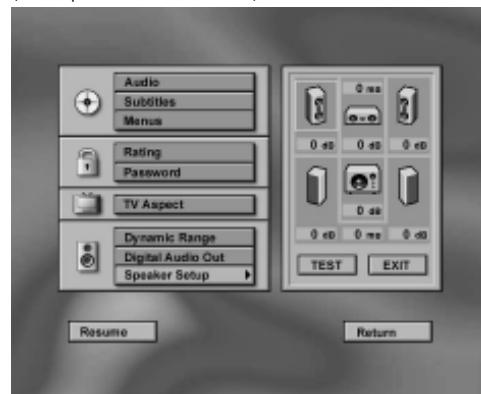 Audio
Subtitles
Menus
Rating
Password
TV Aspect
Dynamic Range
Digital Audio Out
Speaker Setup
0 ms
0 dB 0 dB 0 dB
0 dB
0 dB 0 ms 0 dB
TEST EXIT
Resume
Return